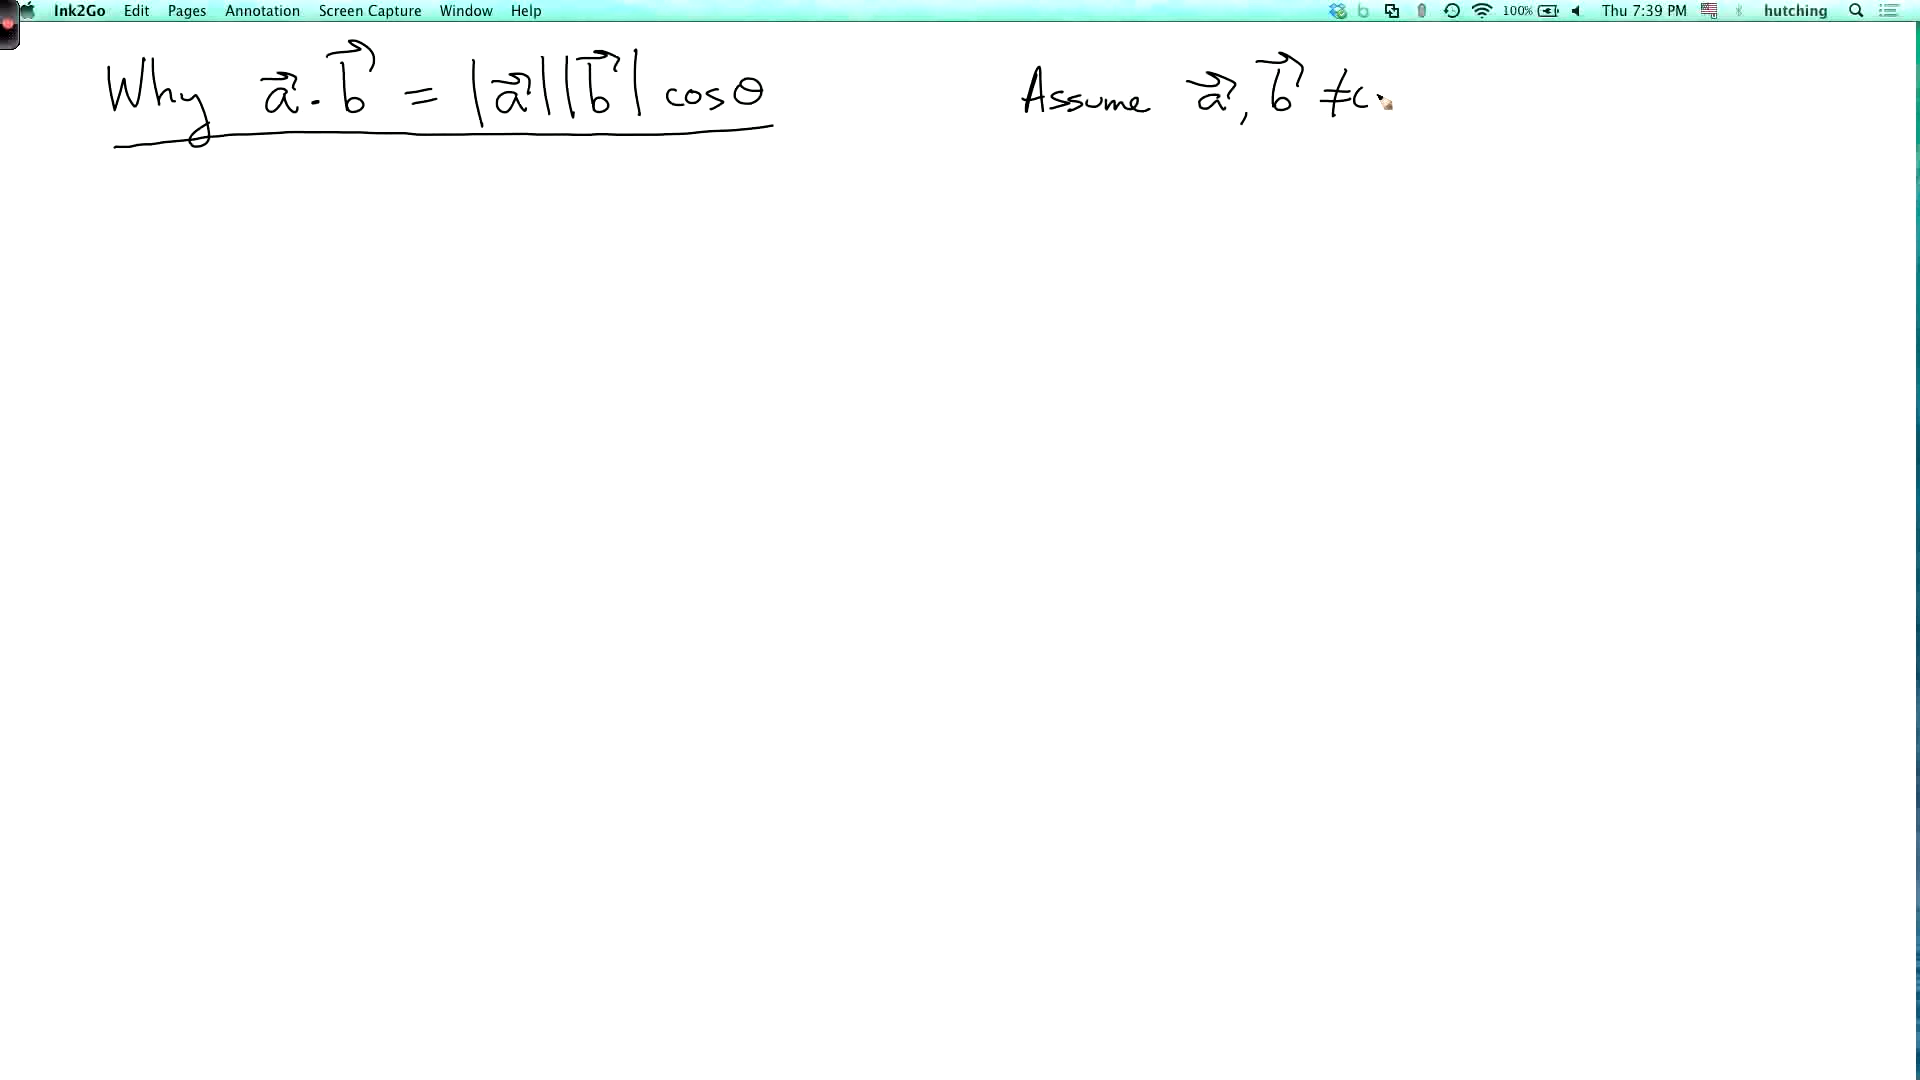 Ink2Go Edit Pages Annotation Screen Capture Window Help 100% Thu 7:39 PM hutching
Why a⃗ · b⃗ = |a⃗||b⃗| cosθ
Assume a⃗, b⃗ ≠